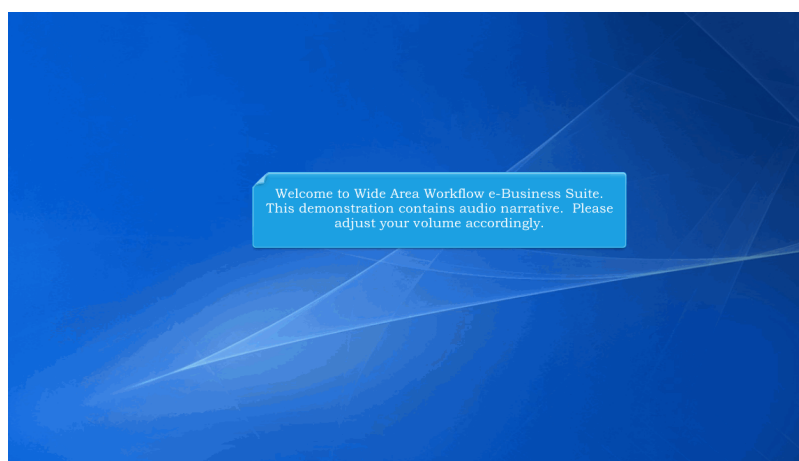 Welcome to Wide Area Workflow e-Business Suite.
This demonstration contains audio narrative.  Please
adjust your volume accordingly.